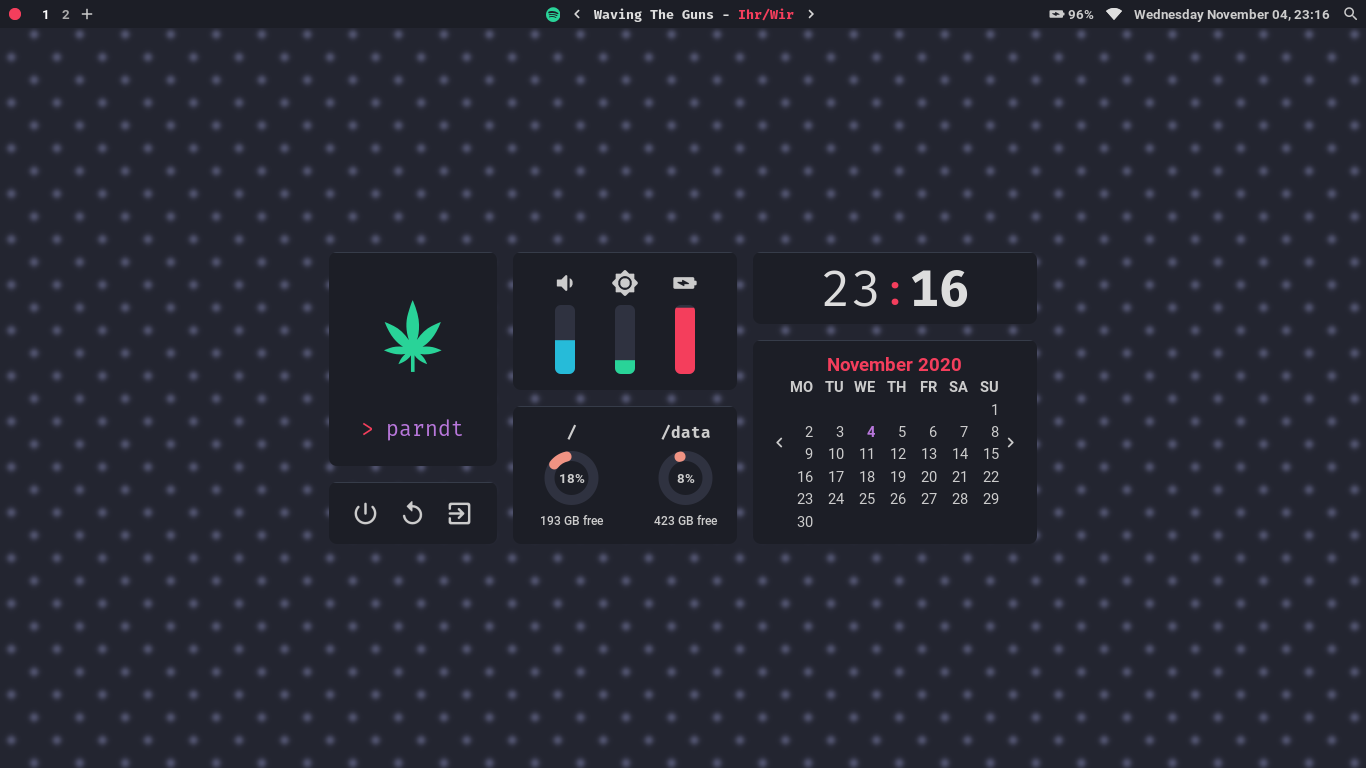 1 2 +
< Waving The Guns - Ihr/Wir >
96% Wednesday November 04, 23:16
> parndt
/ /data
18% 8%
193 GB free 423 GB free
23:16
November 2020
MO TU WE TH FR SA SU
1
2 3 4 5 6 7 8
9 10 11 12 13 14 15
16 17 18 19 20 21 22
23 24 25 26 27 28 29
30